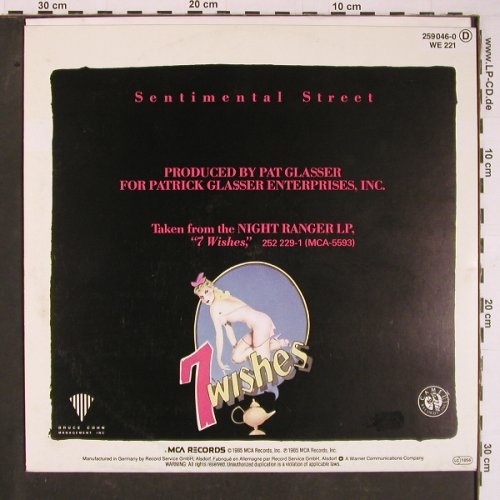 30 cm
20 cm
10 cm
259 046-0 D
WE 221
www.LP-CD.de
Sentimental Street
10 cm
PRODUCED BY PAT GLASSER
FOR PATRICK GLASSER ENTERPRISES, INC.
Taken from the NIGHT RANGER LP,
"7 Wishes," 252 229-1 (MCA-5593)
20 cm
7 wishes
BRUCE COHN
MANAGEMENT INC
CAMEL
MCA RECORDS ©1985 MCA Records, Inc. ℗1985 MCA Records, Inc.
Manufactured in Germany by Record Service GmbH, Alsdorf. Fabriqué en Allemagne par Record Service GmbH, Alsdorf. A Warner Communications Company
WARNING: All rights reserved. Unauthorized duplication is a violation of applicable laws.
30 cm